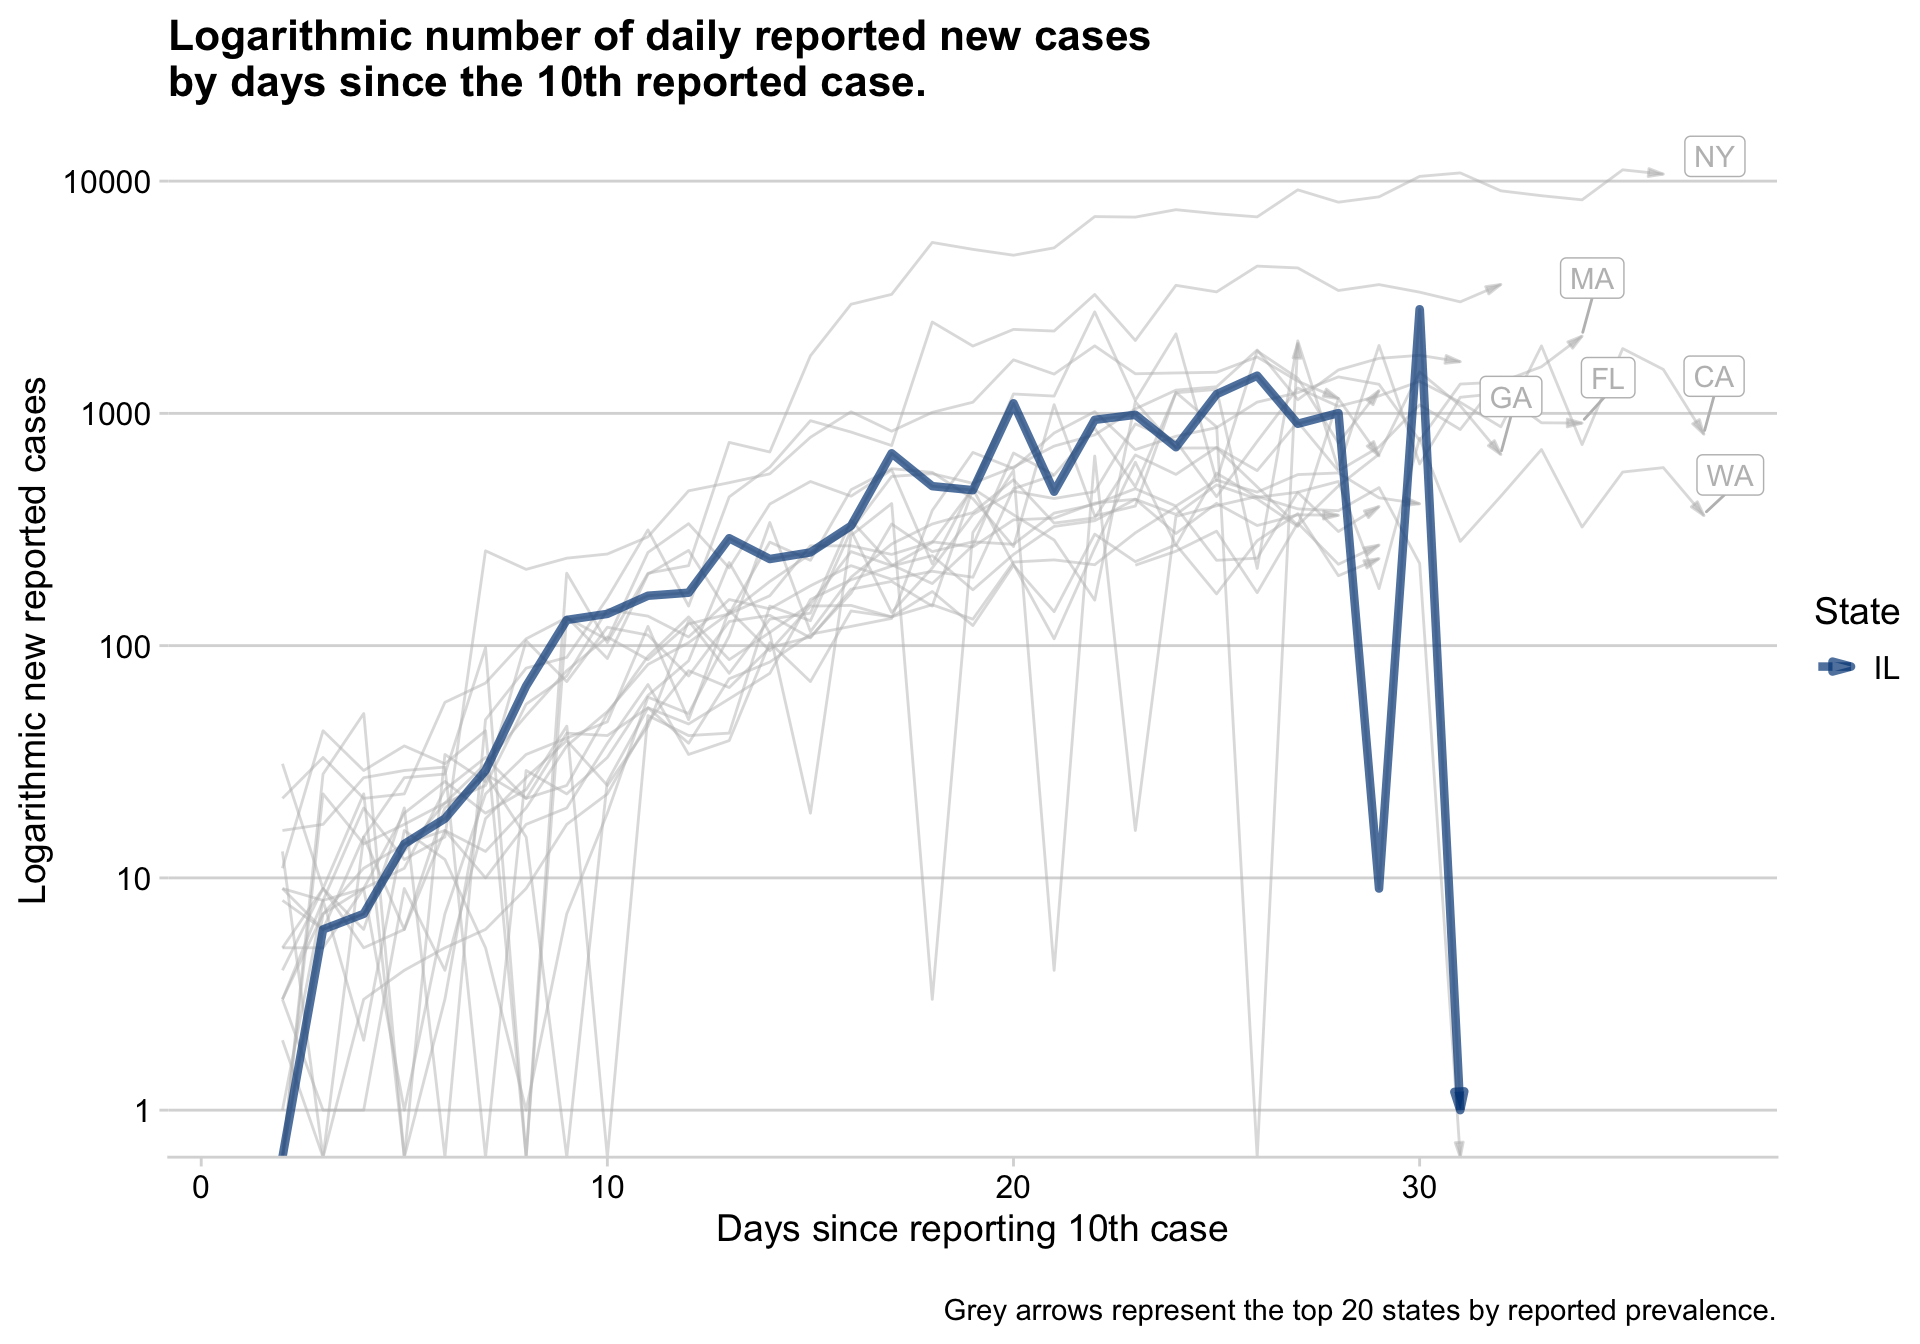 Logarithmic number of daily reported new cases
by days since the 10th reported case.
Logarithmic new reported cases
10000
1000
100
10
1
NY
MA
FL
CA
GA
WA
State
IL
0
10
20
30
Days since reporting 10th case
Grey arrows represent the top 20 states by reported prevalence.